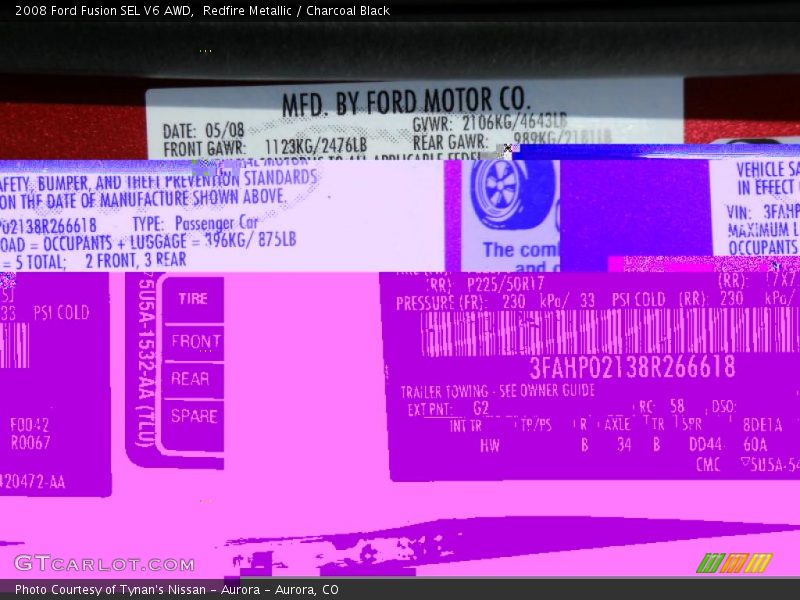 2008 Ford Fusion SEL V6 AWD,  Redfire Metallic / Charcoal Black
MFD. BY FORD MOTOR CO.
DATE: 05/08
GVWR: 2106KG/4643LB
FRONT GAWR: 1123KG/2476LB
REAR GAWR: 989KG/2181LB
AFETY, BUMPER, AND THEFT PREVENTION STANDARDS
ON THE DATE OF MANUFACTURE SHOWN ABOVE.
P02138R266618 TYPE: Passenger Car
OAD = OCCUPANTS + LUGGAGE = 396KG/ 875LB
= 5 TOTAL; 2 FRONT, 3 REAR
The combi
and c
VEHICLE SA
IN EFFECT
VIN: 3FAHP
MAXIMUM L
OCCUPANTS
33 PSI COLD
F0042
R0067
420472-AA
5U5A-1532-AA (TLU)
TIRE
FRONT
REAR
SPARE
(RR): P225/50R17
(RR):
PRESSURE (FR): 230 kPa/ 33 PSI COLD (RR): 230 kPa/
3FAHP02138R266618
TRAILER TOWING - SEE OWNER GUIDE
EXT PNT: G2 RC: 58 DSO:
INT TR TP/PS R AXLE TR SPR 8DE1A
HW B 34 B DD44 60A
CMC 5U5A-54
GTcarlot.com
Photo Courtesy of Tynan's Nissan - Aurora - Aurora, CO